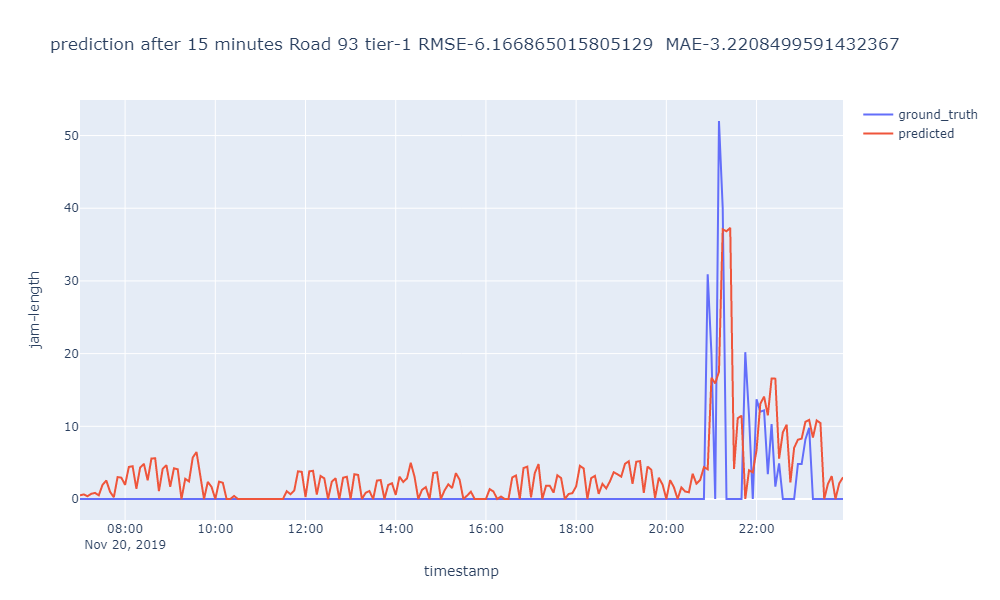 prediction after 15 minutes Road 93 tier-1 RMSE-6.166865015805129  MAE-3.2208499591432367
ground_truth
predicted
50
40
30
20
10
0
jam-length
08:00 10:00 12:00 14:00 16:00 18:00 20:00 22:00
Nov 20, 2019
timestamp